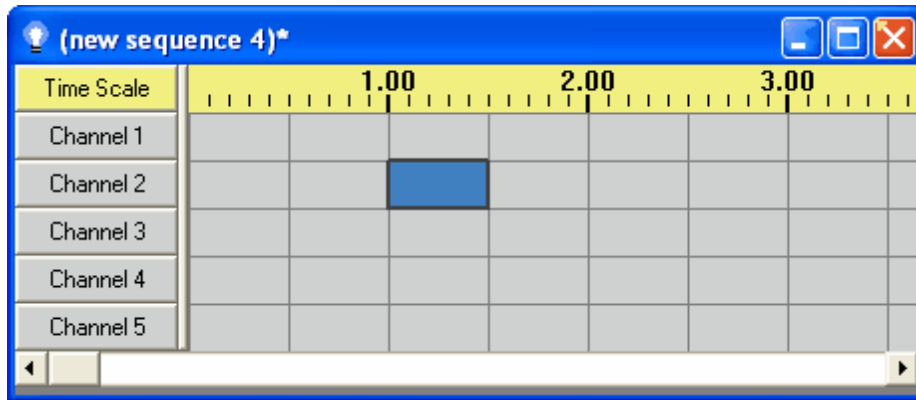 (new sequence 4)*
Time Scale 1.00 2.00 3.00
Channel 1
Channel 2
Channel 3
Channel 4
Channel 5